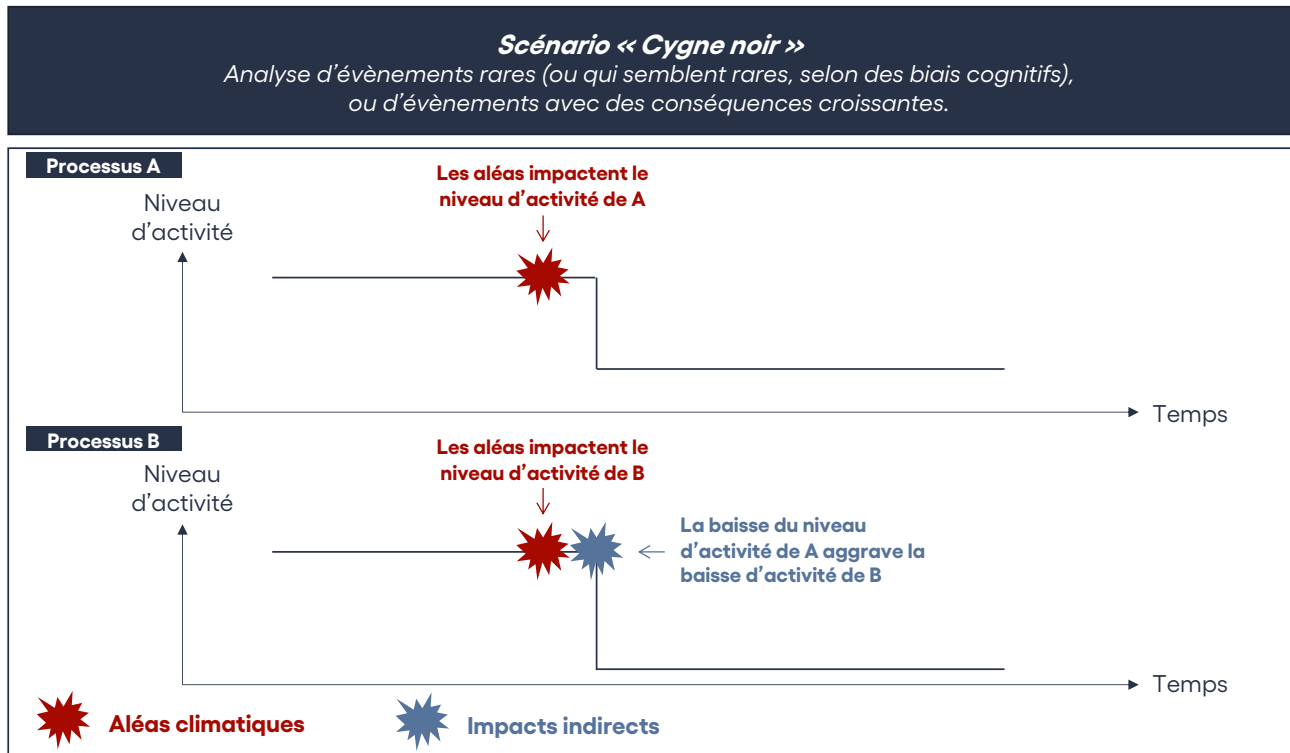 Scénario « Cygne noir »
Analyse d'évènements rares (ou qui semblent rares, selon des biais cognitifs),
ou d'évènements avec des conséquences croissantes.
Processus A
Niveau
d'activité
Les aléas impactent le
niveau d'activité de A
Temps
Processus B
Niveau
d'activité
Les aléas impactent le
niveau d'activité de B
La baisse du niveau
d'activité de A aggrave la
baisse d'activité de B
Temps
Aléas climatiques
Impacts indirects